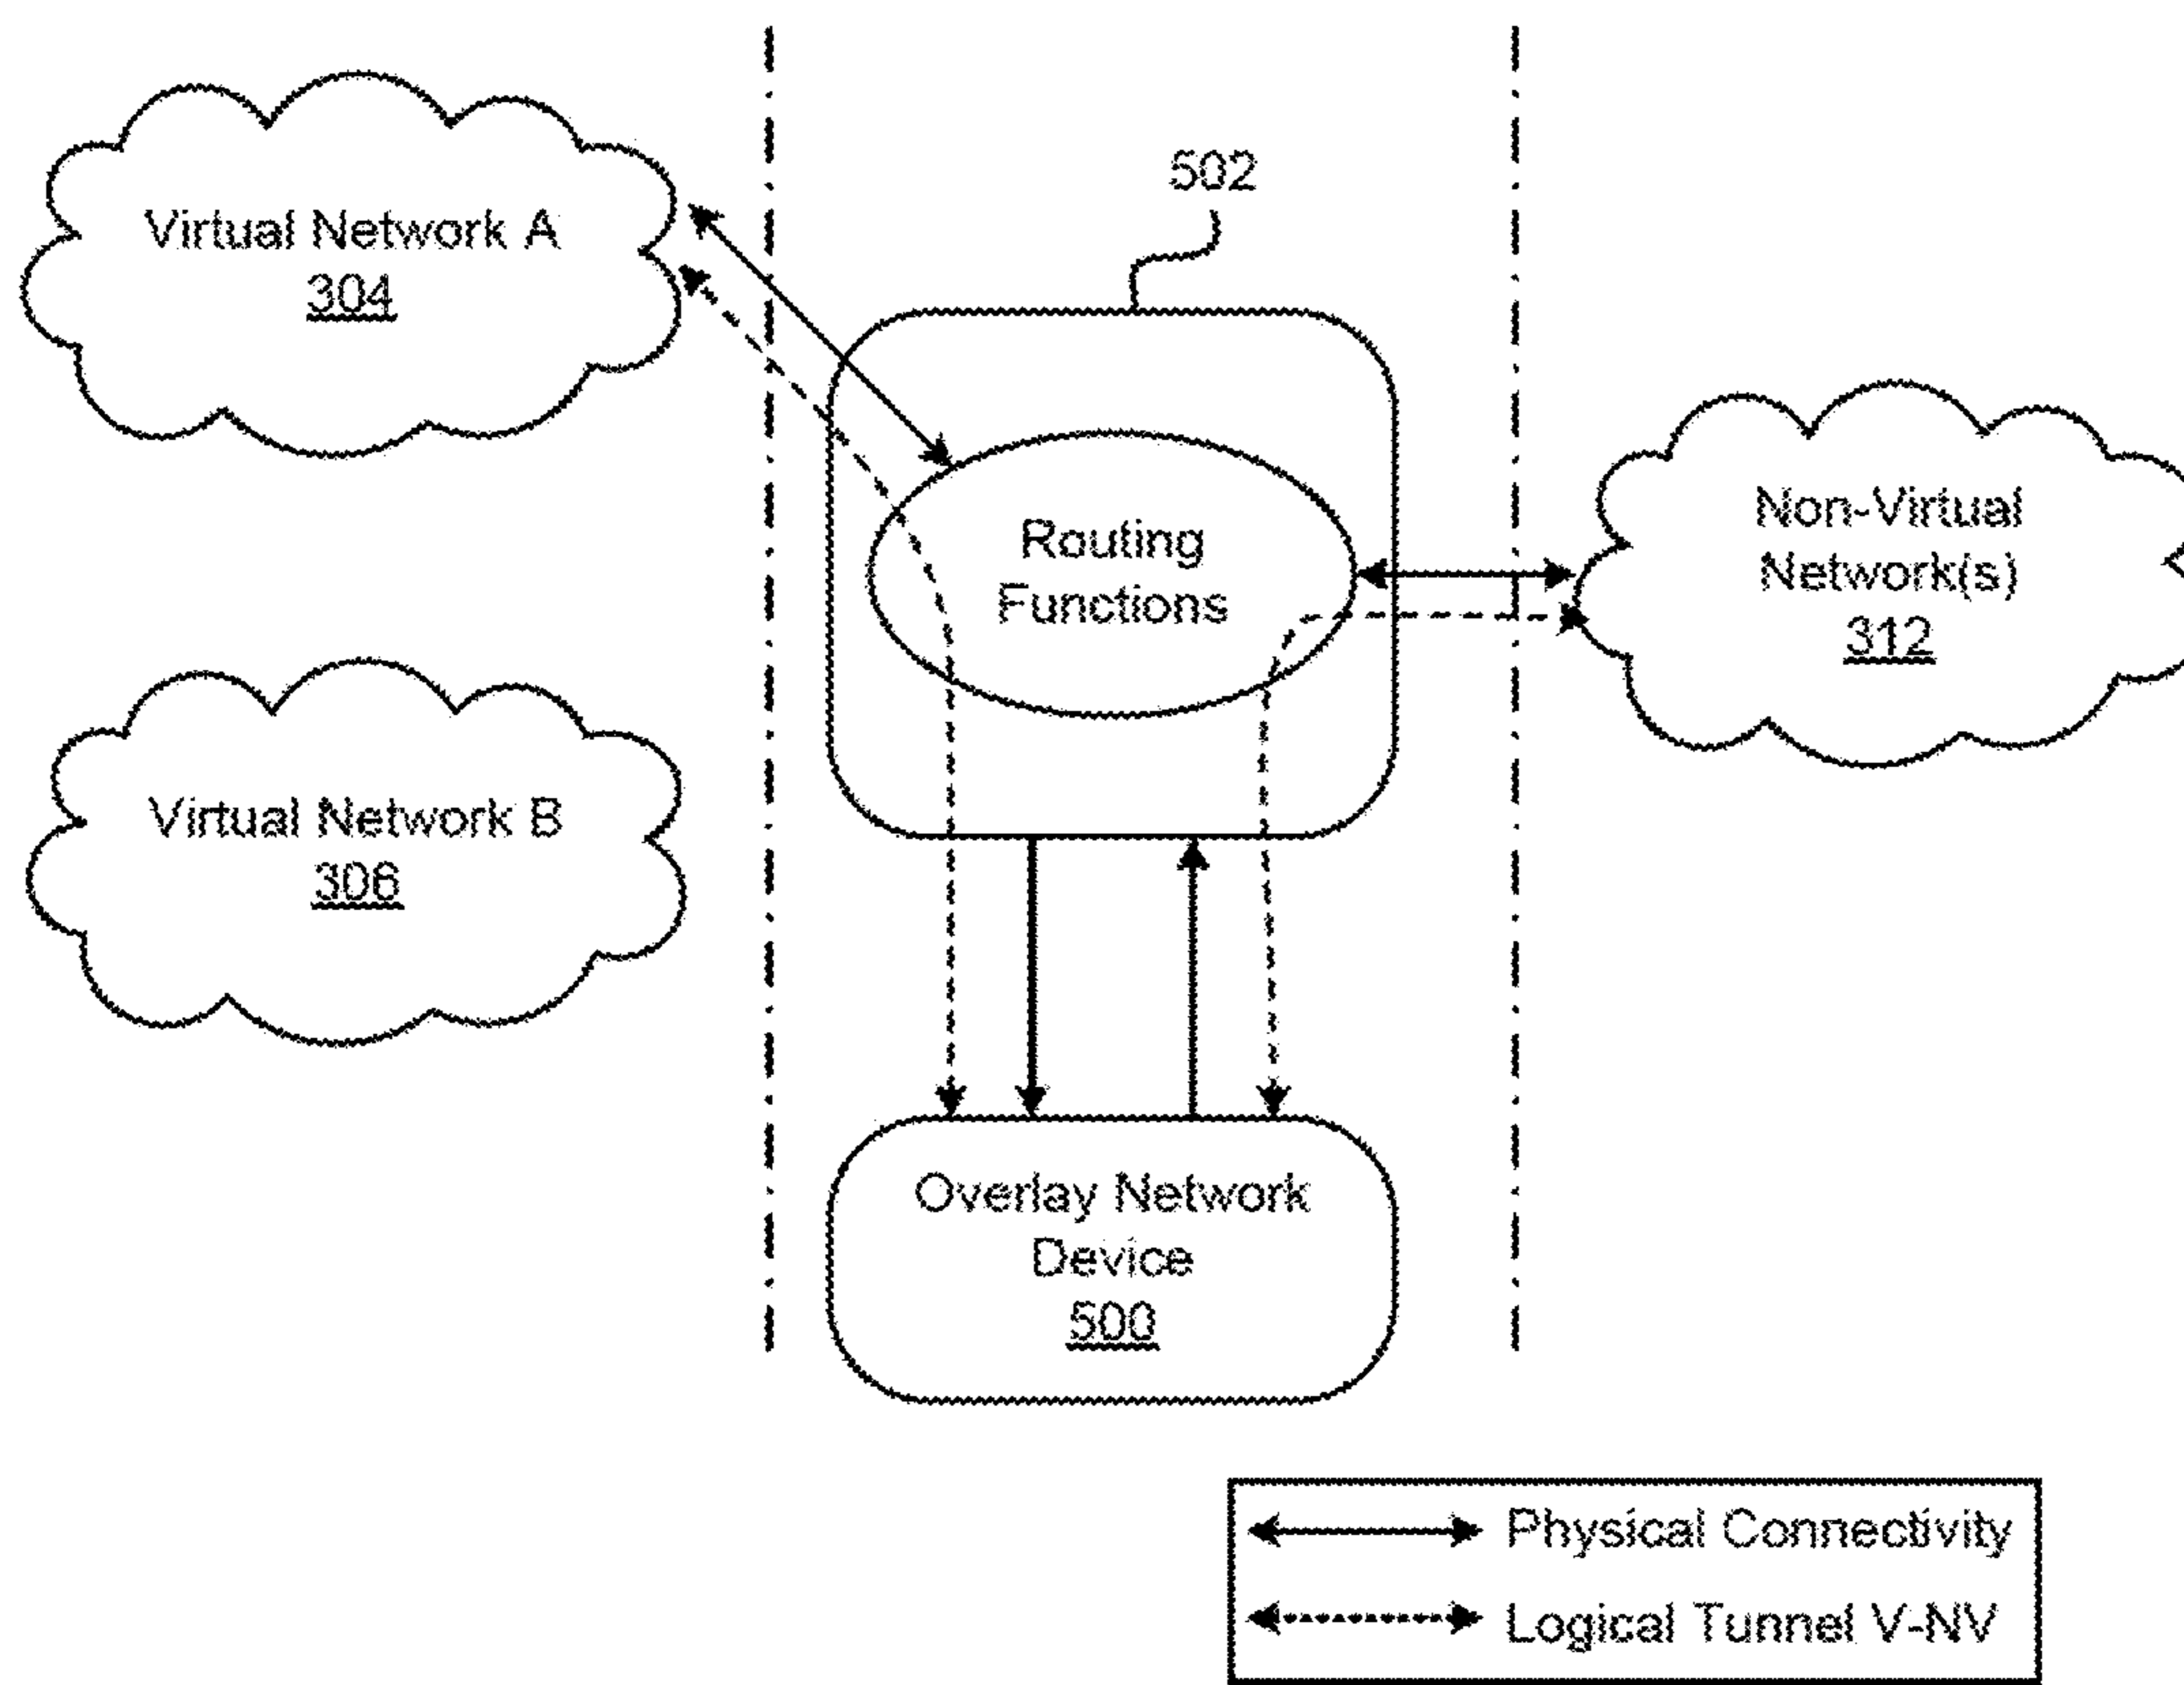 502
Virtual Network A
304
Routing
Functions
Non-Virtual
Network(s)
312
Virtual Network B
306
Overlay Network
Device
500
Physical Connectivity
Logical Tunnel V-NV